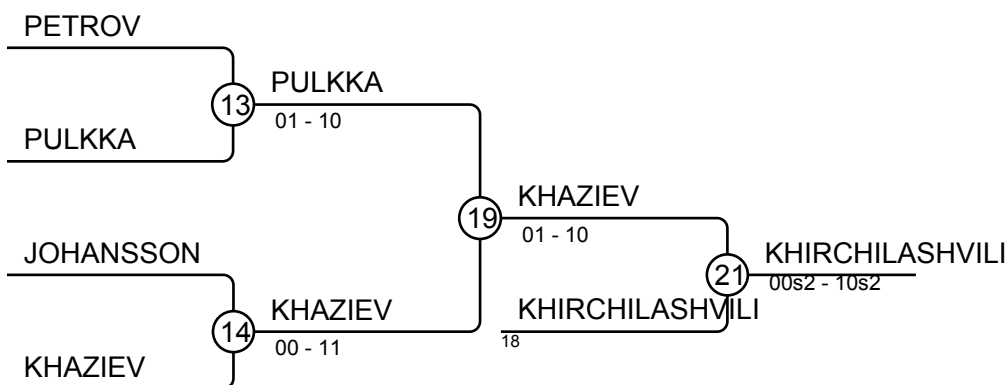 PETROV
13
PULKKA
01 - 10
PULKKA
19
KHAZIEV
01 - 10
JOHANSSON
21
KHIRCHILASHVILI
00s2 - 10s2
14
KHAZIEV
00 - 11
KHIRCHILASHVILI
18
KHAZIEV